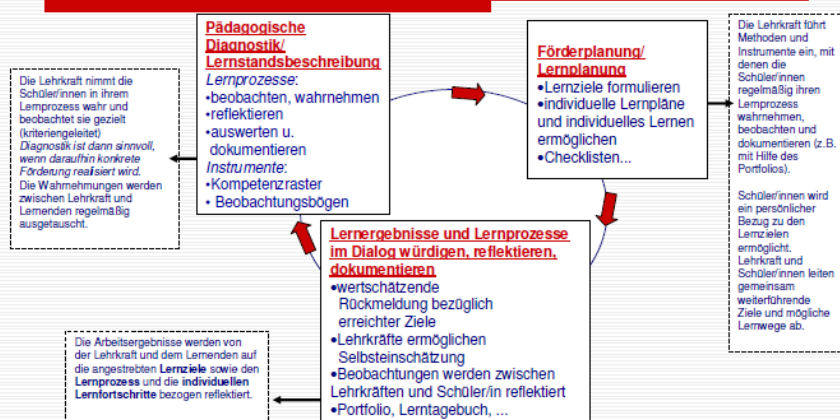 Pädagogische
Diagnostik/
Lernstandsbeschreibung
Lernprozesse:
•beobachten, wahrnehmen
•reflektieren
•auswerten u.
dokumentieren
Instrumente:
•Kompetenzraster
• Beobachtungsbögen
Die Lehrkraft nimmt die
Schüler/innen in ihrem
Lernprozess wahr und
beobachtet sie gezielt
(kriteriengeleitet)
Diagnostik ist dann sinnvoll,
wenn daraufhin konkrete
Förderung realisiert wird.
Die Wahrnehmungen werden
zwischen Lehrkraft und
Lernenden regelmäßig
ausgetauscht.
Förderplanung/
Lernplanung
•Lernziele formulieren
•individuelle Lernpläne
und individuelles Lernen
ermöglichen
•Checklisten...
Die Lehrkraft führt
Methoden und
Instrumente ein, mit
denen die
Schüler/innen
regelmäßig ihren
Lernprozess
wahrnehmen,
beobachten und
dokumentieren (z.B.
mit Hilfe des
Portfolios).
Schüler/innen wird
ein persönlicher
Bezug zu den
Lernzielen
ermöglicht.
Lehrkraft und
Schüler/innen leiten
gemeinsam
weiterführende
Ziele und mögliche
Lernwege ab.
Lernergebnisse und Lernprozesse
im Dialog würdigen, reflektieren,
dokumentieren
•wertschätzende
Rückmeldung bezüglich
erreichter Ziele
•Lehrkräfte ermöglichen
Selbsteinschätzung
•Beobachtungen werden zwischen
Lehrkräften und Schüler/in reflektiert
•Portfolio, Lerntagebuch, ...
Die Arbeitsergebnisse werden von
der Lehrkraft und dem Lernenden auf
die angestrebten Lernziele sowie den
Lernprozess und die individuellen
Lernfortschritte bezogen reflektiert.